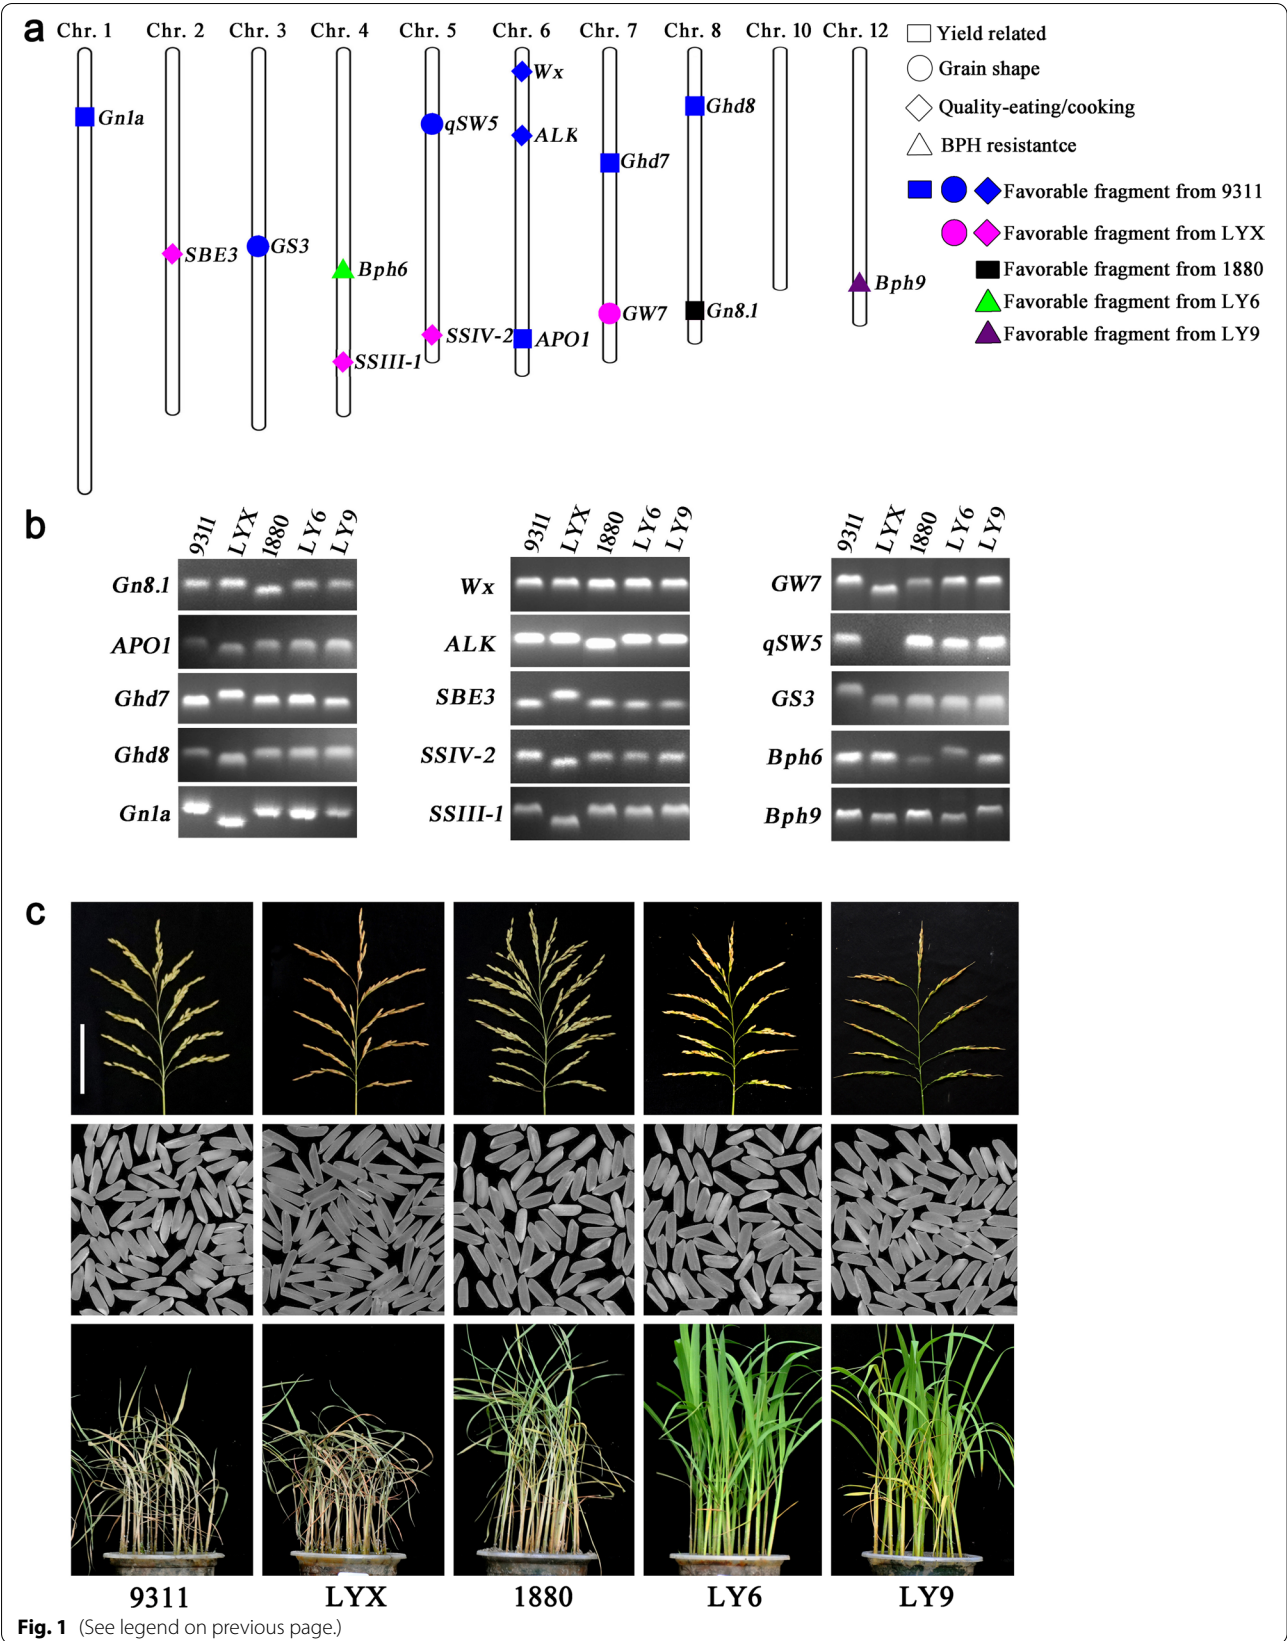 a
Chr. 1 Chr. 2 Chr. 3 Chr. 4 Chr. 5 Chr. 6 Chr. 7 Chr. 8 Chr. 10 Chr. 12
Gn1a
SBE3
GS3
Bph6
SSIII-1
qSW5
SSIV-2
Wx
ALK
APO1
Ghd7
GW7
Ghd8
Gn8.1
Bph9
Yield related
Grain shape
Quality-eating/cooking
BPH resistantce
Favorable fragment from 9311
Favorable fragment from LYX
Favorable fragment from 1880
Favorable fragment from LY6
Favorable fragment from LY9
b
9311 LYX 1880 LY6 LY9
Gn8.1
APO1
Ghd7
Ghd8
Gn1a
9311 LYX 1880 LY6 LY9
Wx
ALK
SBE3
SSIV-2
SSIII-1
9311 LYX 1880 LY6 LY9
GW7
qSW5
GS3
Bph6
Bph9
c
9311 LYX 1880 LY6 LY9
Fig. 1 (See legend on previous page.)